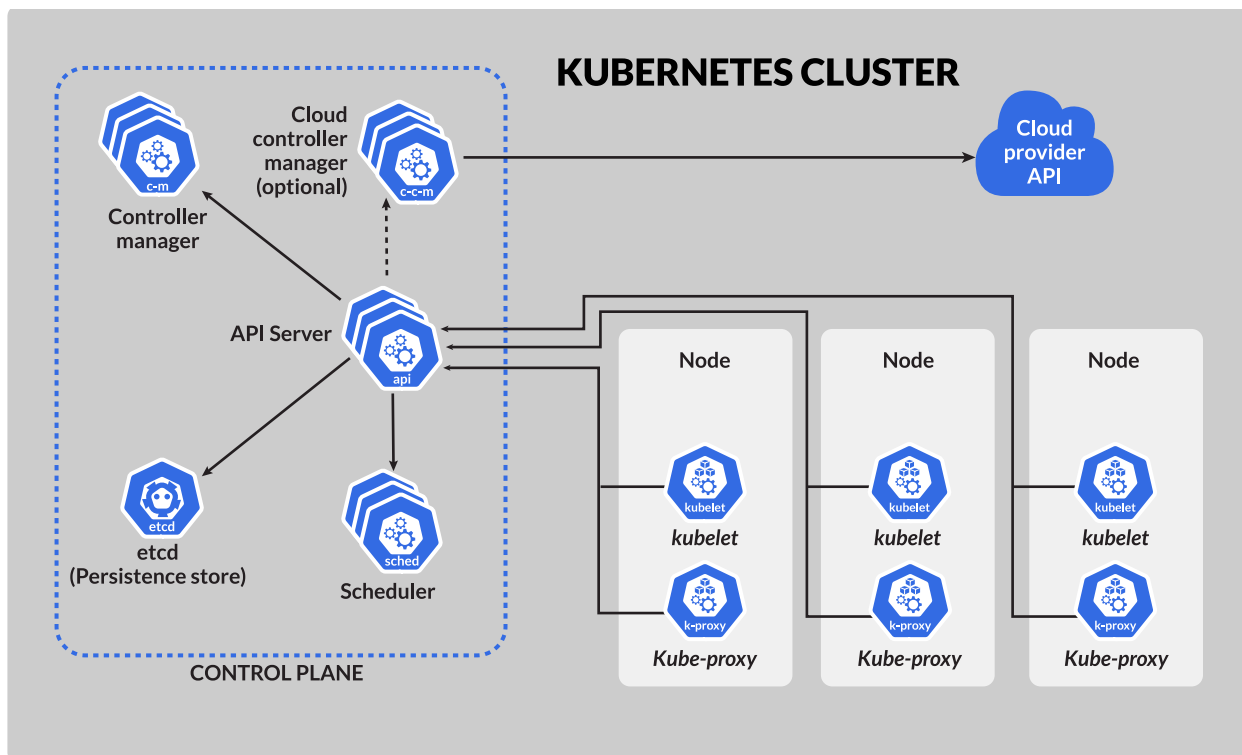 KUBERNETES CLUSTER
c-m
Controller
manager
Cloud
controller
manager
(optional)
c-c-m
Cloud
provider
API
API Server
api
etcd
etcd
(Persistence store)
sched
Scheduler
CONTROL PLANE
Node
kubelet
kubelet
k-proxy
Kube-proxy
Node
kubelet
kubelet
k-proxy
Kube-proxy
Node
kubelet
kubelet
k-proxy
Kube-proxy